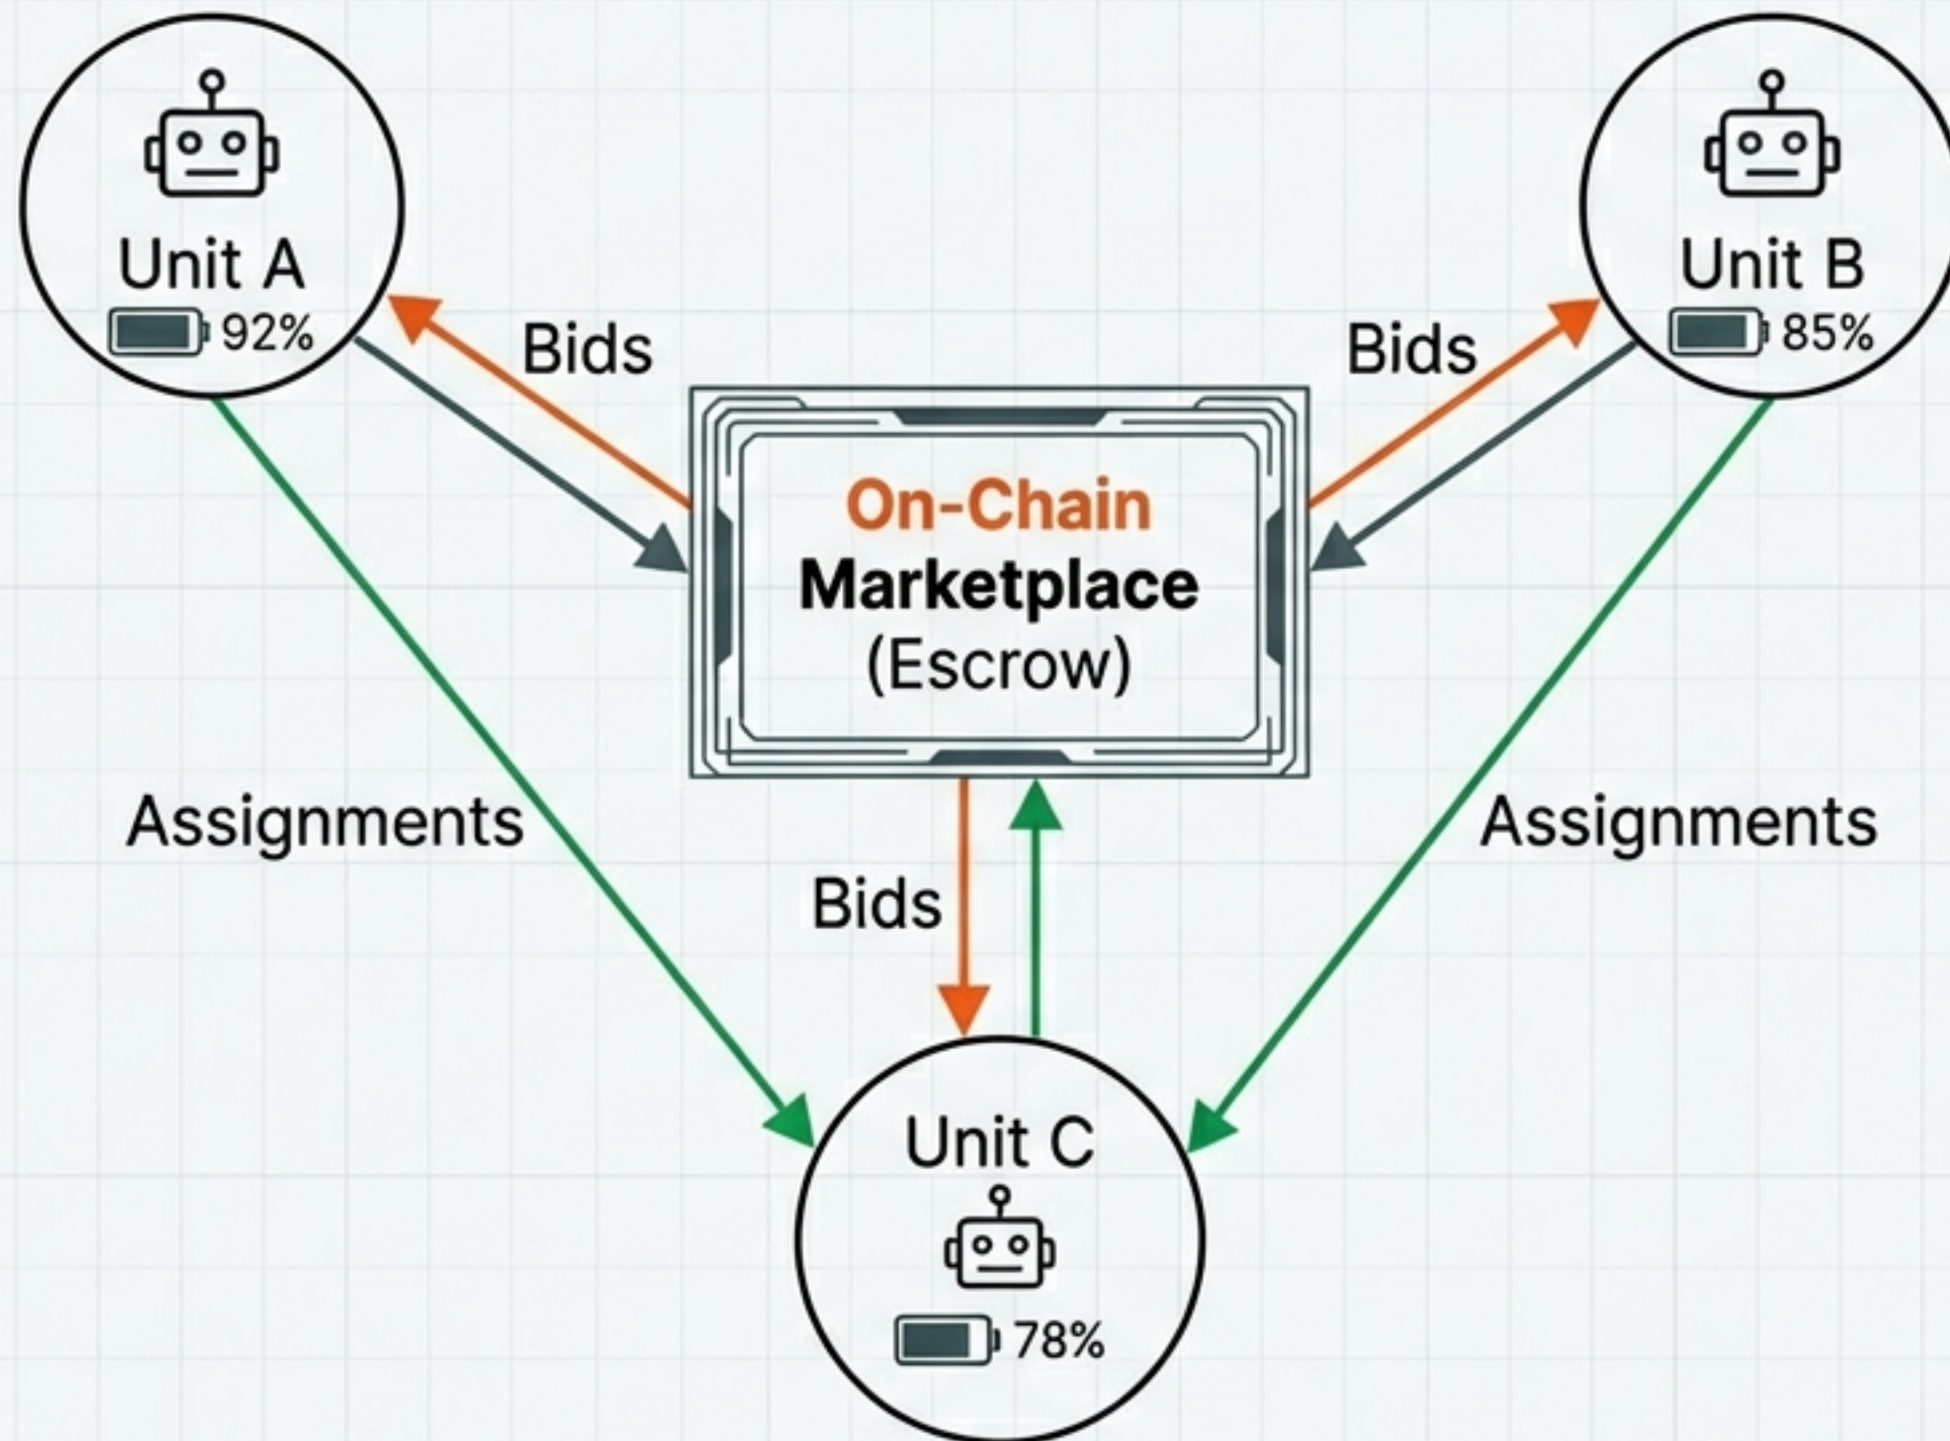 Unit A
92%
Unit B
85%
Bids
Bids
On-Chain
Marketplace
(Escrow)
Assignments
Assignments
Bids
Unit C
78%